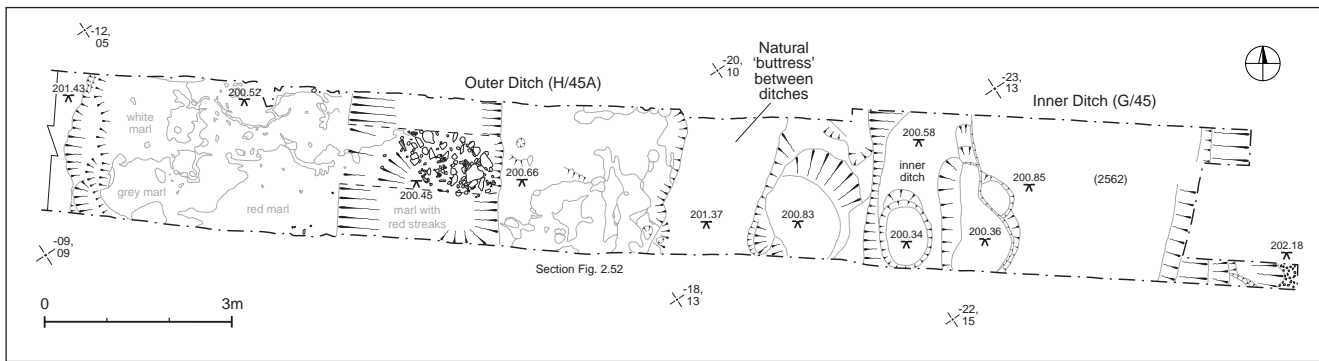 -12,
05
Outer Ditch (H/45A)
-20,
10
Natural
‘buttress’
between
ditches
-23,
13
Inner Ditch (G/45)
201.43
200.52
white
marl
grey marl
red marl
200.45
marl with
red streaks
200.66
201.37
200.83
200.58
inner
ditch
200.34
200.36
200.85
(2562)
202.18
-09,
09
Section Fig. 2.52
-18,
13
-22,
15
0
3m